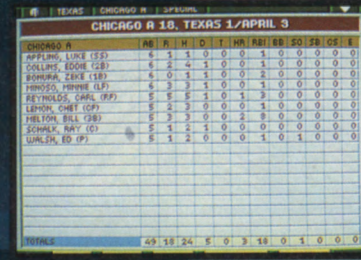 TEXAS CHICAGO A SPECIAL
CHICAGO A 18, TEXAS 1/APRIL 3
CHICAGO A AB R H D T HR RBI BB SO SB CS E
APPLING, LUKE (SS) 6 1 1 1 0 0 1 0 0 0 0 0
COLLINS, EDDIE (2B) 6 2 4 1 0 0 1 0 0 0 0 0
BONURA, ZEKE (1B) 6 0 1 1 0 0 2 0 0 0 0 0
MINOSO, MINNIE (LF) 6 3 3 1 0 0 1 0 0 0 0 0
REYNOLDS, CARL (RF) 5 5 5 1 0 1 3 0 0 0 0 0
LEMON, CHET (CF) 5 2 3 0 0 0 1 0 0 0 0 0
MELTON, BILL (3B) 5 3 3 0 0 2 8 0 0 0 0 0
SCHALK, RAY (C) 5 1 2 1 0 0 0 0 0 0 0 0
WALSH, ED (P) 5 1 2 0 0 0 1 0 1 0 0 0
TOTALS 49 18 24 5 0 3 18 0 1 0 0 0